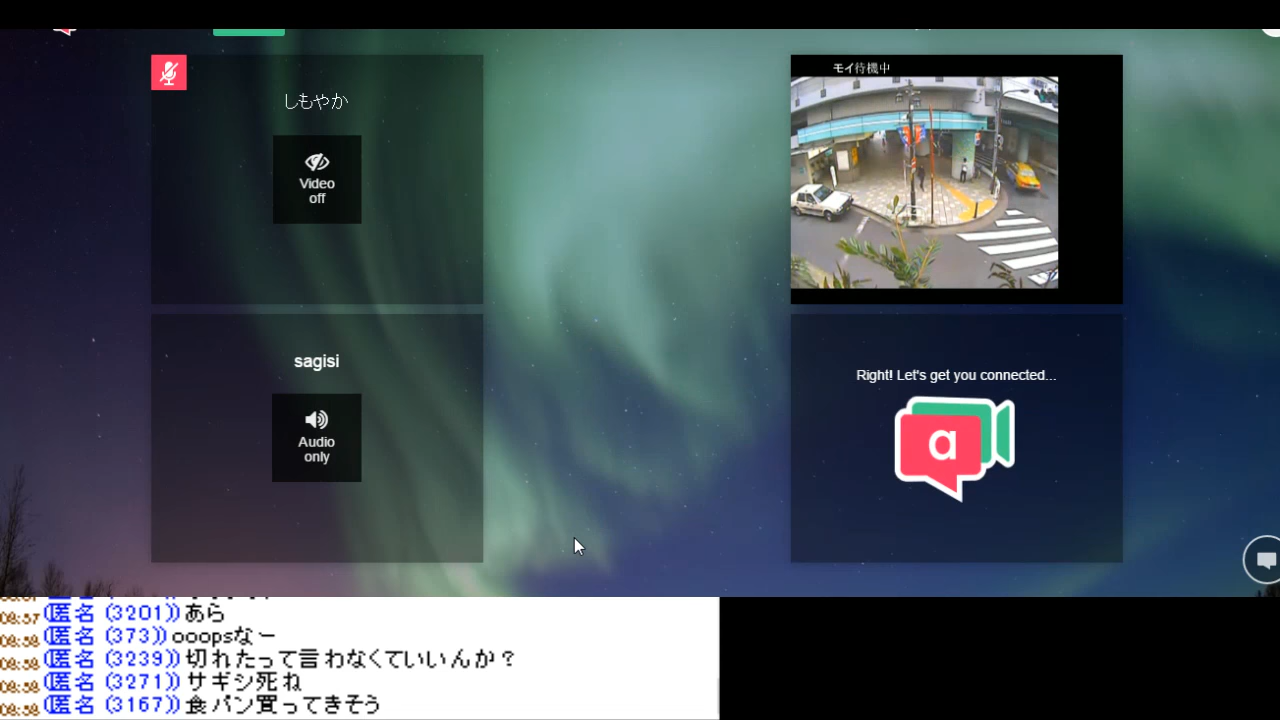 しもやか
Video
off
モイ待機中
sagisi
Audio
only
Right! Let's get you connected...
a
08:57 (匿名 (3201)) あら
08:58 (匿名 (373)) ooopsなー
08:58 (匿名 (3239)) 切れたって言わなくていいんか？
08:58 (匿名 (3271)) サギシ死ね
08:58 (匿名 (3167)) 食パン買ってきそう